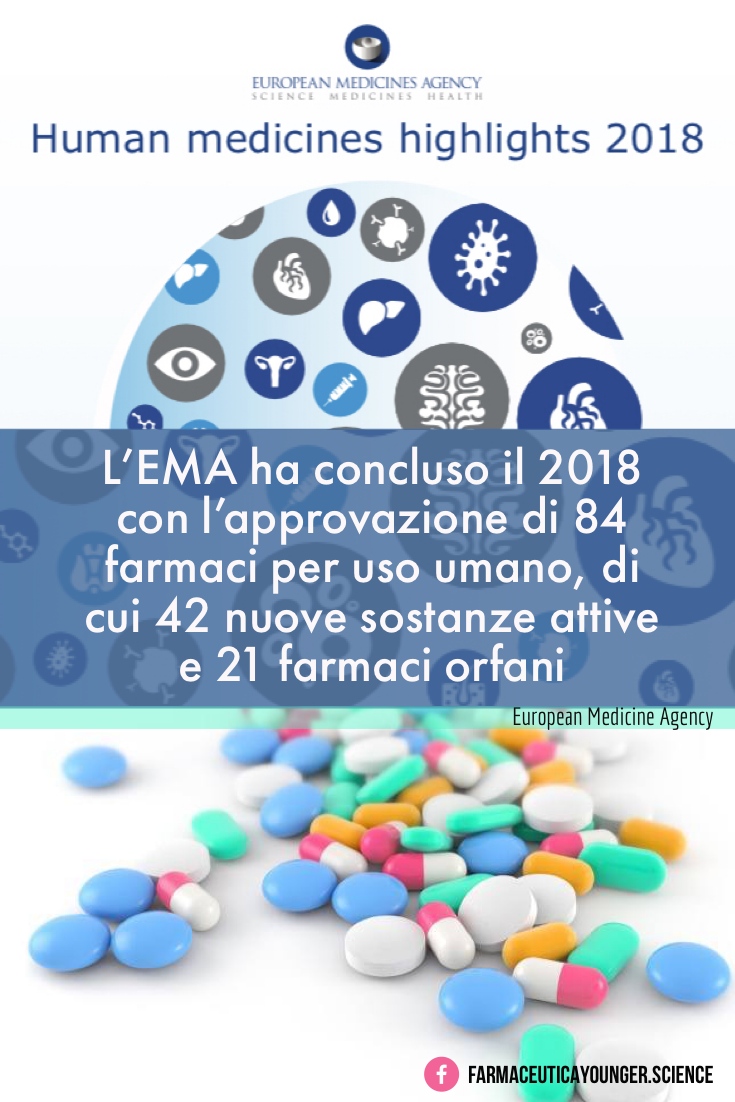 EUROPEAN MEDICINES AGENCY
SCIENCE MEDICINES HEALTH
Human medicines highlights 2018
L’EMA ha concluso il 2018
con l’approvazione di 84
farmaci per uso umano, di
cui 42 nuove sostanze attive
e 21 farmaci orfani
European Medicine Agency
FARMACEUTICAYOUNGER.SCIENCE